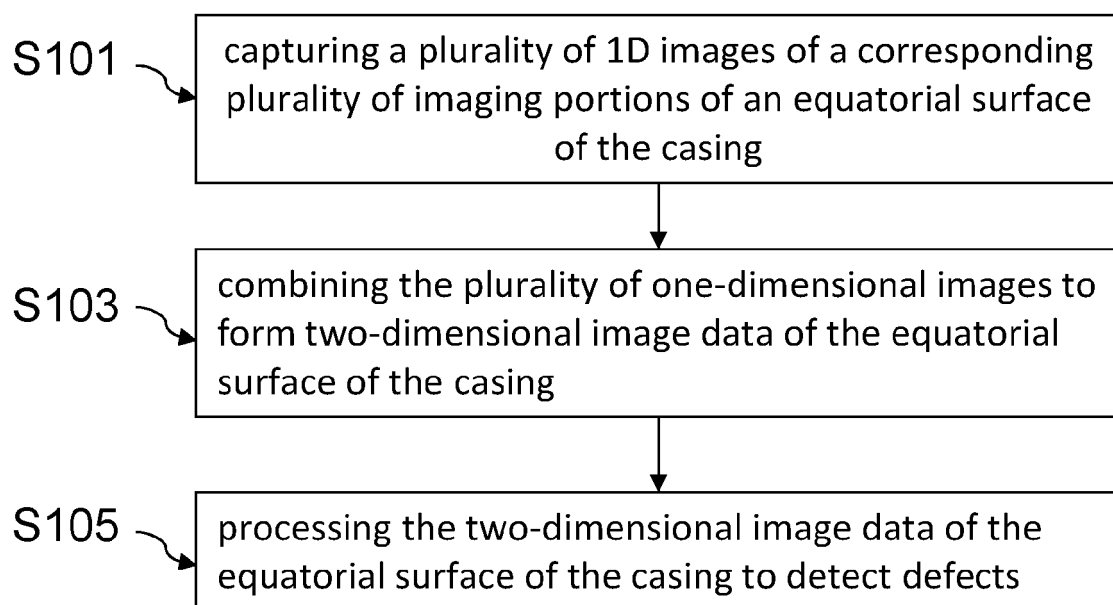 S101
capturing a plurality of 1D images of a corresponding
plurality of imaging portions of an equatorial surface
of the casing
S103
combining the plurality of one-dimensional images to
form two-dimensional image data of the equatorial
surface of the casing
S105
processing the two-dimensional image data of the
equatorial surface of the casing to detect defects